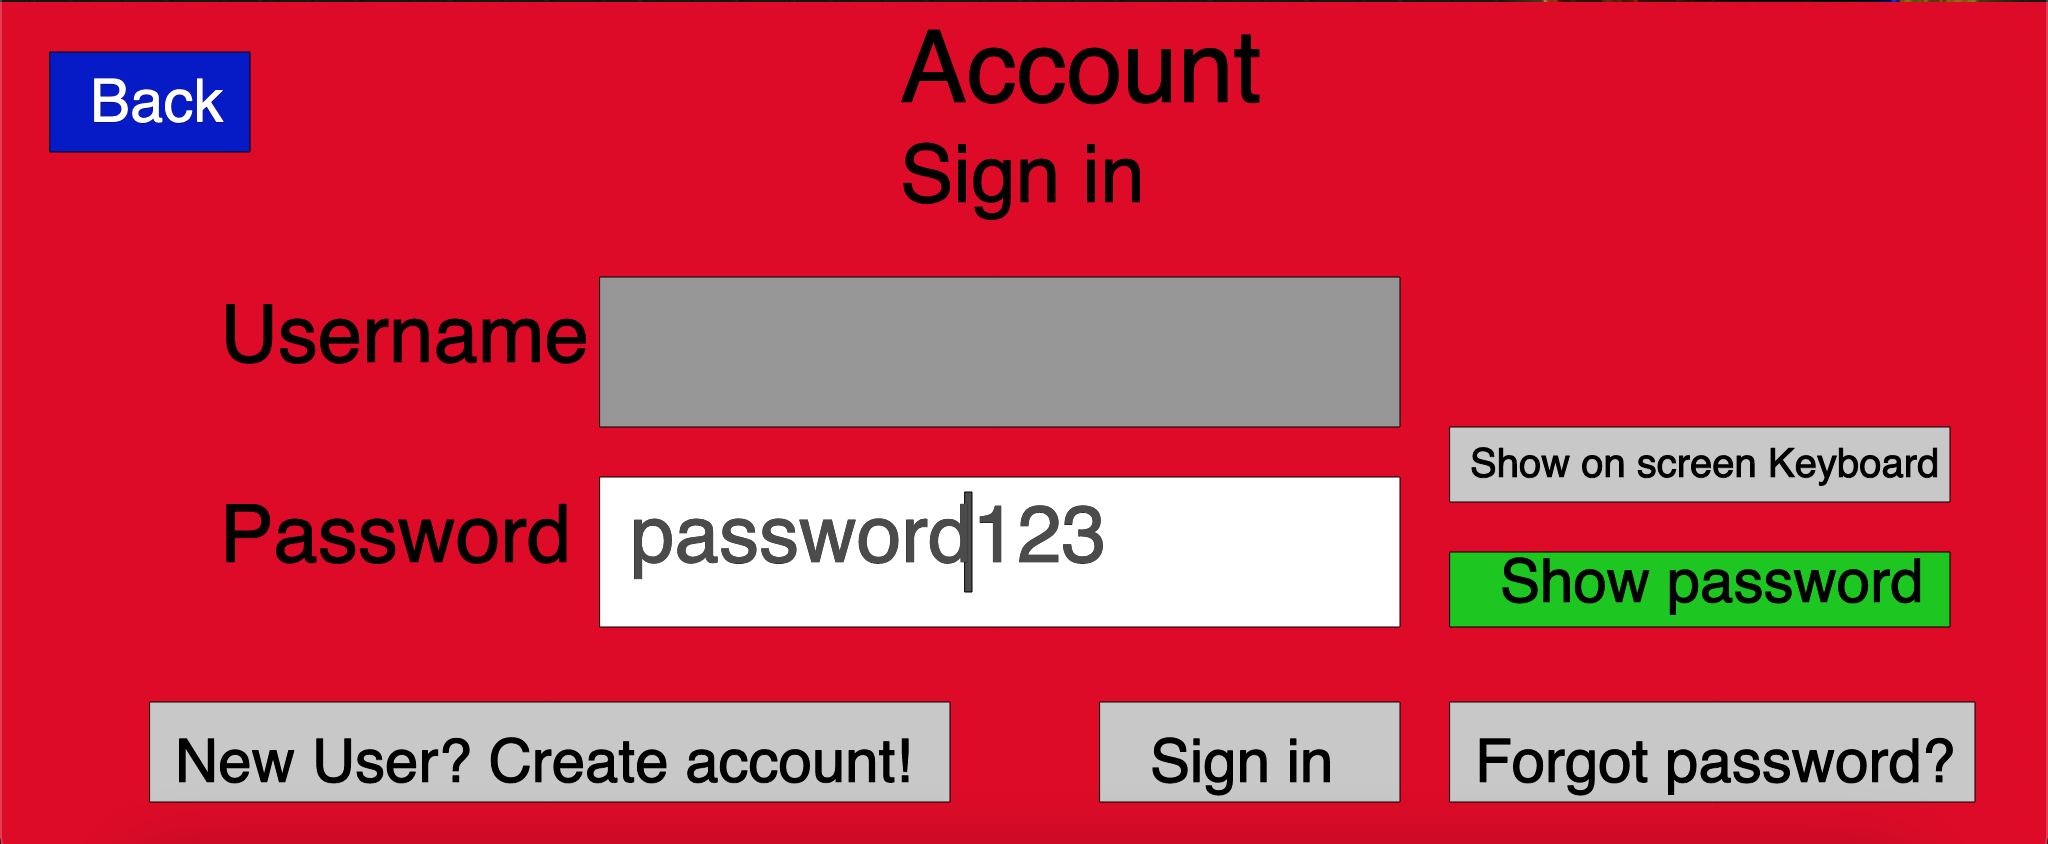 Back
Account
Sign in
Username
Show on screen Keyboard
Password
password123
Show password
New User? Create account!
Sign in
Forgot password?